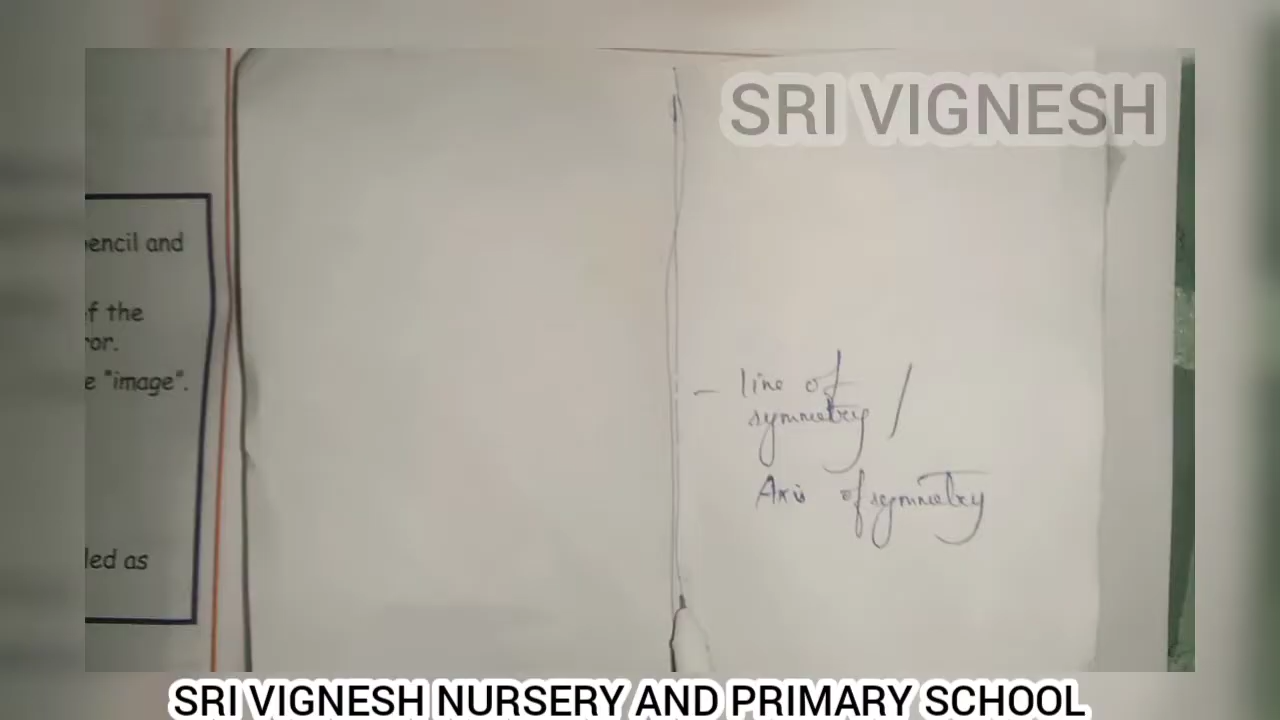 SRI VIGNESH
encil and
f the
ror.
e "image".
led as
– line of
symmetry /
Axis of symmetry
SRI VIGNESH NURSERY AND PRIMARY SCHOOL